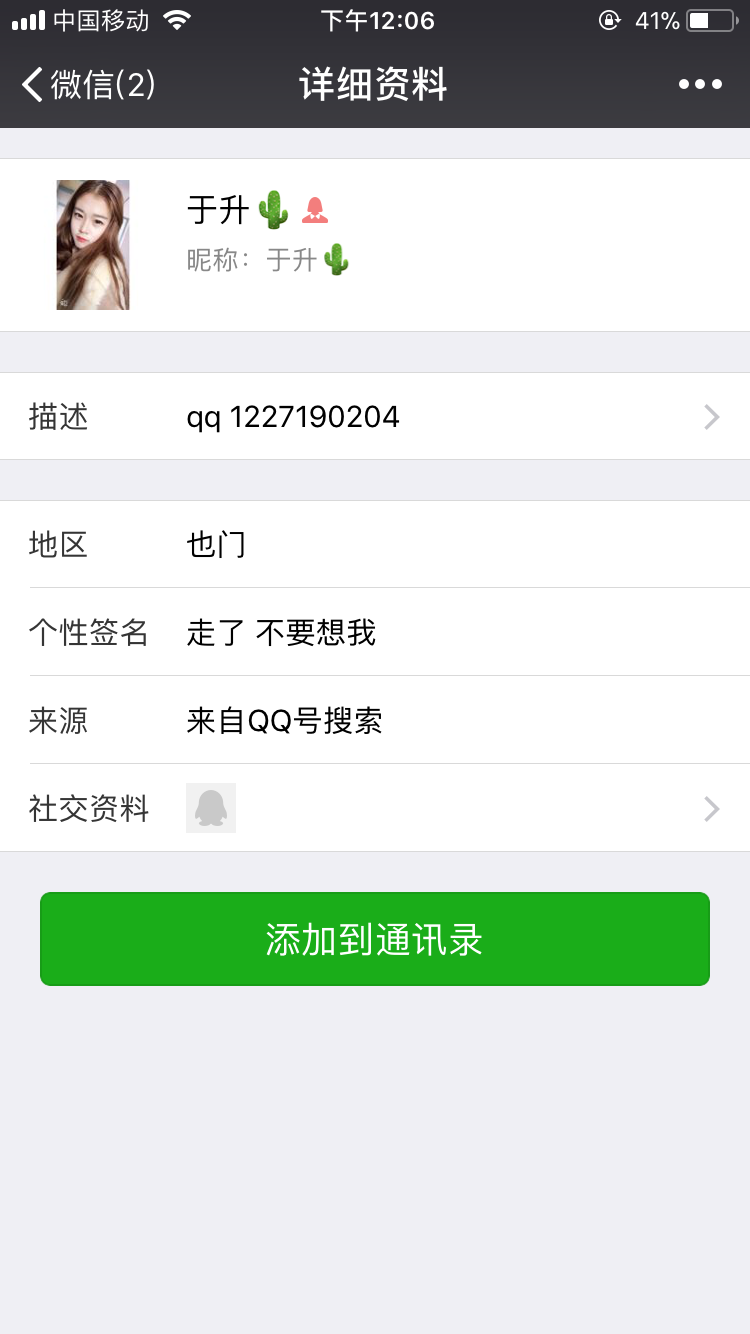 中国移动 下午12:06 41%
微信(2) 详细资料
于升🌵
昵称: 于升🌵
描述 qq 1227190204
地区 也门
个性签名 走了 不要想我
来源 来自QQ号搜索
社交资料
添加到通讯录